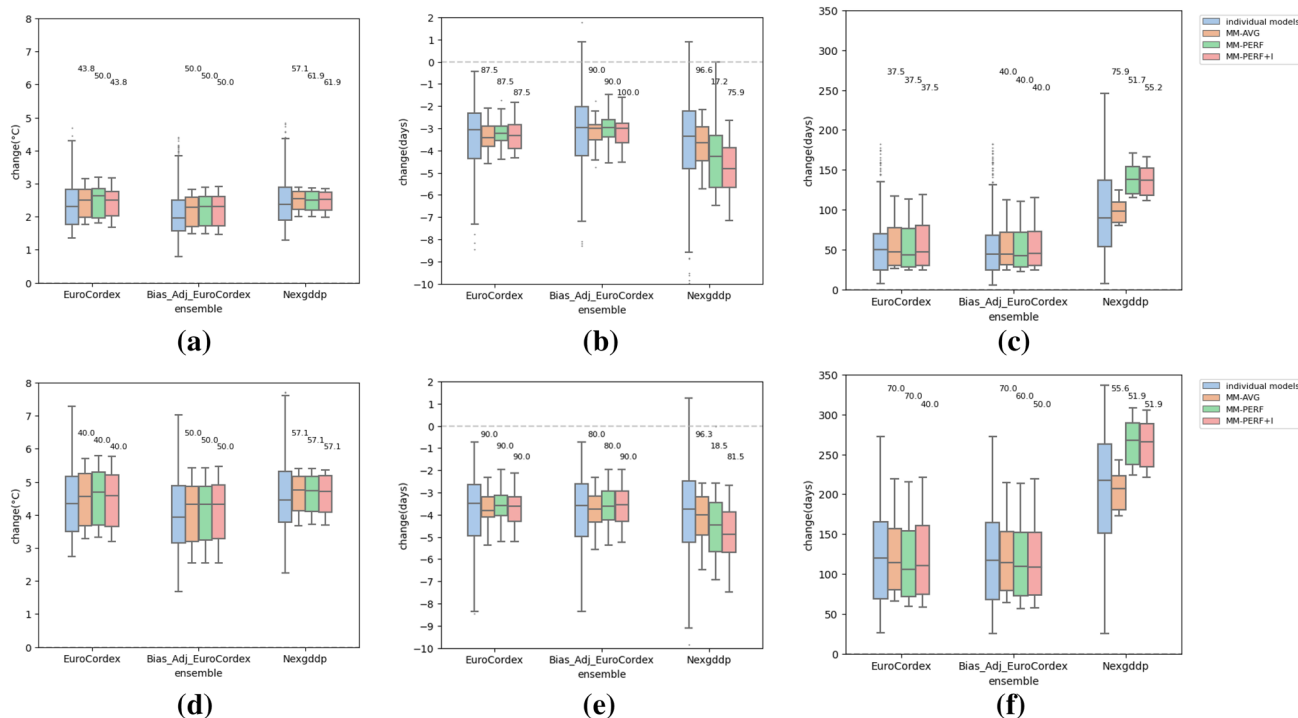 8
7
6
5
4
3
2
1
0
change(°C)
43.8
50.0
43.8
50.0
50.0
50.0
57.1
61.9
61.9
EuroCordex
Bias_Adj_EuroCordex
Nexgddp
ensemble
(a)
2
1
0
−1
−2
−3
−4
−5
−6
−7
−8
−9
−10
change(days)
87.5
87.5
87.5
90.0
90.0
100.0
96.6
17.2
75.9
EuroCordex
Bias_Adj_EuroCordex
Nexgddp
ensemble
(b)
350
300
250
200
150
100
50
0
change(days)
37.5
37.5
37.5
40.0
40.0
40.0
75.9
51.7
55.2
EuroCordex
Bias_Adj_EuroCordex
Nexgddp
ensemble
individual models
MM-AVG
MM-PERF
MM-PERF+I
(c)
8
7
6
5
4
3
2
1
0
change(°C)
40.0
40.0
40.0
50.0
50.0
50.0
57.1
57.1
57.1
EuroCordex
Bias_Adj_EuroCordex
Nexgddp
ensemble
(d)
2
1
0
−1
−2
−3
−4
−5
−6
−7
−8
−9
−10
change(days)
90.0
90.0
90.0
80.0
80.0
90.0
96.3
18.5
81.5
EuroCordex
Bias_Adj_EuroCordex
Nexgddp
ensemble
(e)
350
300
250
200
150
100
50
0
change(days)
70.0
70.0
40.0
70.0
60.0
50.0
55.6
51.9
51.9
EuroCordex
Bias_Adj_EuroCordex
Nexgddp
ensemble
individual models
MM-AVG
MM-PERF
MM-PERF+I
(f)